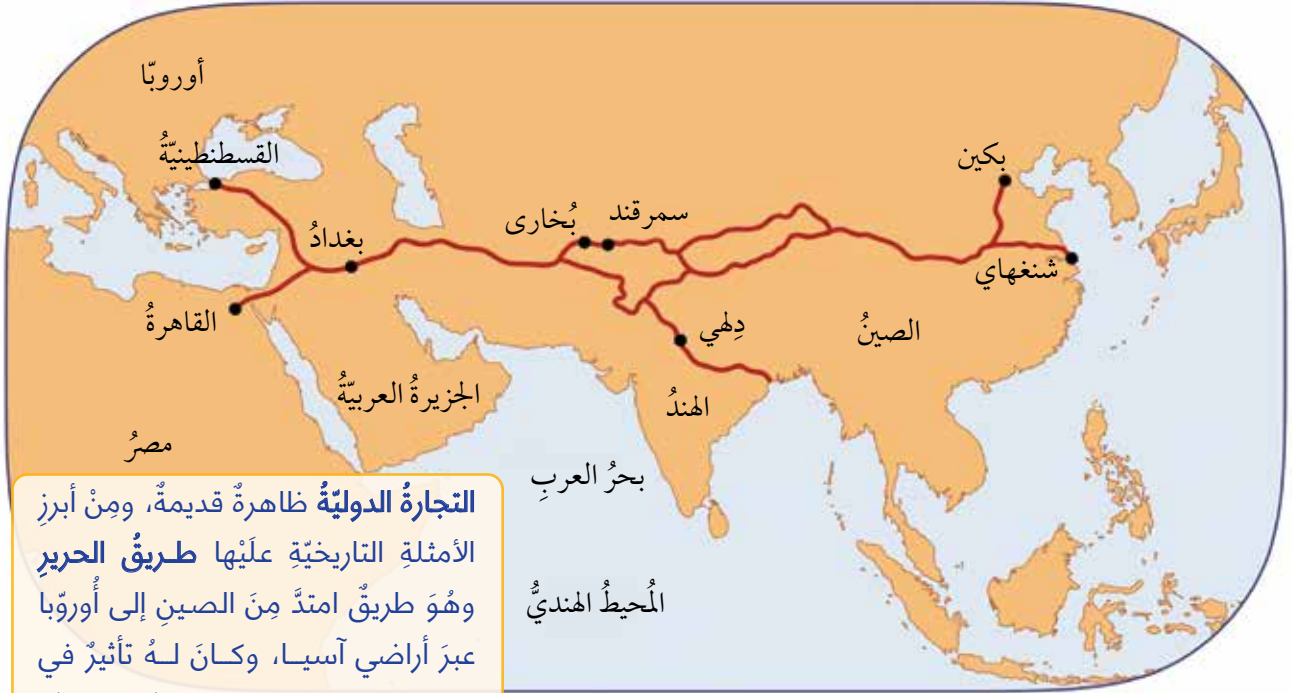 أوروبّا
القسطنطينيّةُ
بكين
سمرقند
بُخارى
بغدادُ
شنغهاي
القاهرةُ
دِلهي
الصينُ
الجزيرةُ العربيّةُ
الهندُ
مصرُ
بحرُ العربِ
المُحيطُ الهنديُّ
التجارةُ الدوليّةُ ظاهرةٌ قديمةٌ، ومِنْ أبرزِ
الأمثلةِ التاريخيّةِ علَيْها طـريقُ الحريرِ
وهُوَ طريقٌ امتدَّ مِنَ الصينِ إلى أُوروّبا
عبرَ أراضي آسيـا، وكـانَ لـهُ تأثيرٌ في